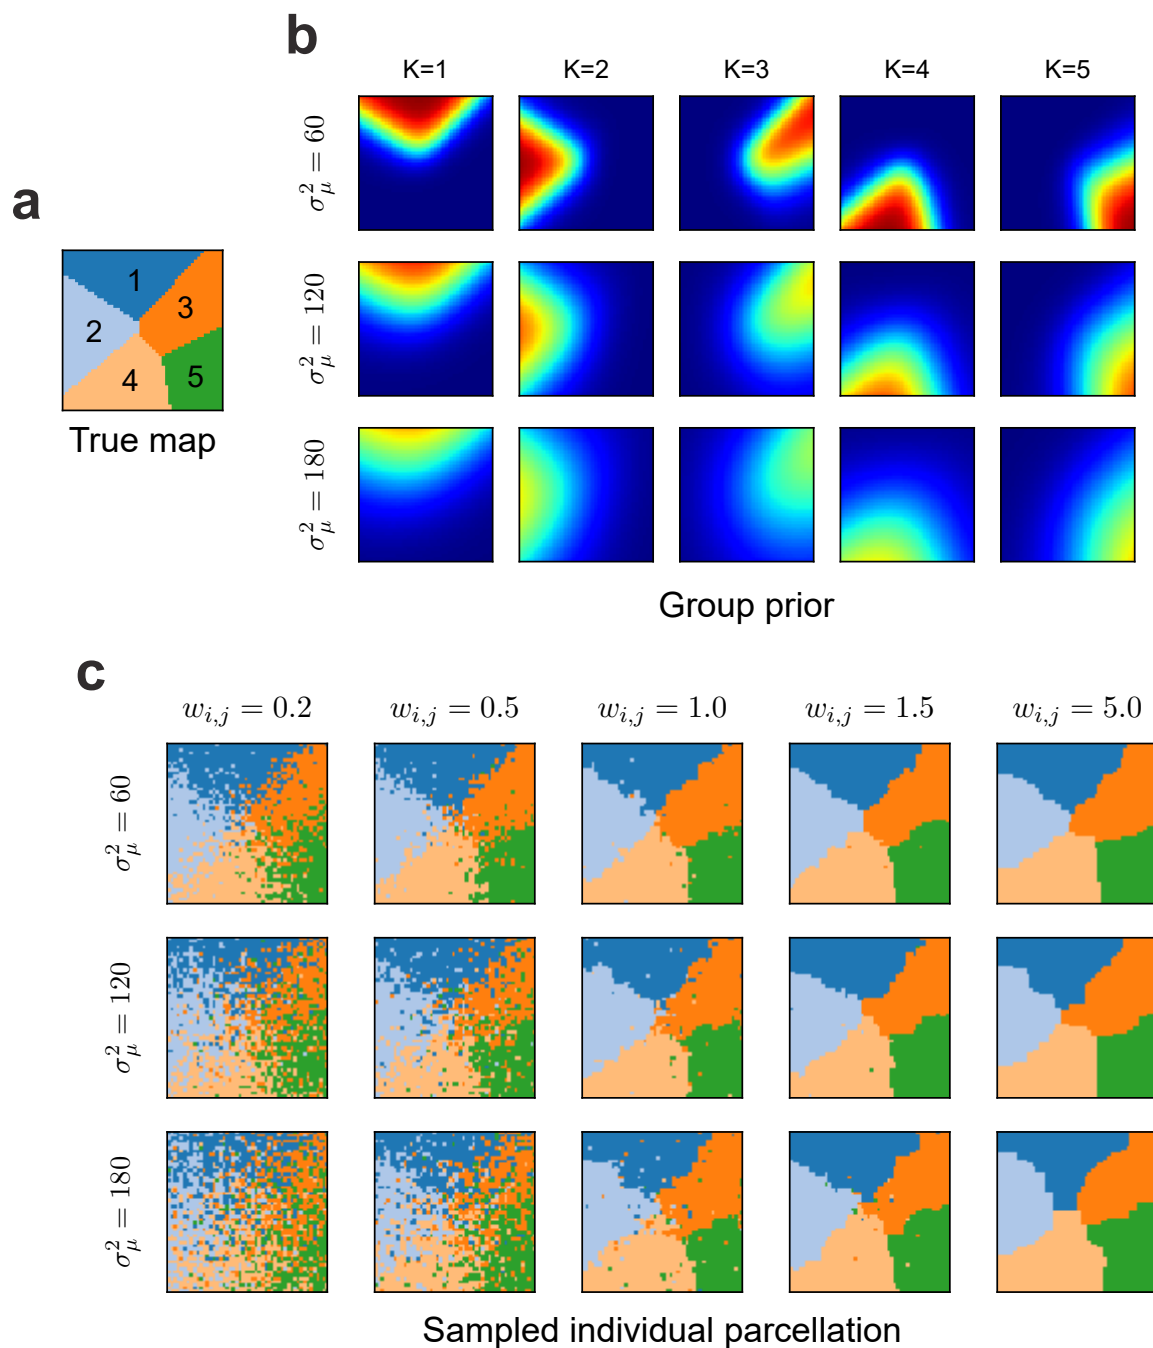 b
K=1 K=2 K=3 K=4 K=5
σ²μ = 60
a
1
2
3
4
5
True map
σ²μ = 120
σ²μ = 180
Group prior
c
wi,j = 0.2 wi,j = 0.5 wi,j = 1.0 wi,j = 1.5 wi,j = 5.0
σ²μ = 60
σ²μ = 120
σ²μ = 180
Sampled individual parcellation